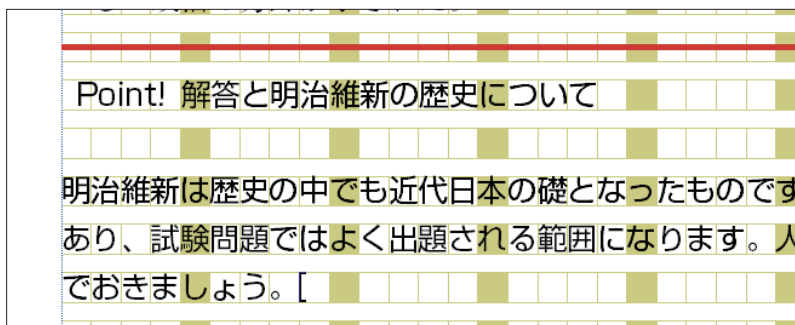 Point! 解答と明治維新の歴史について
明治維新は歴史の中でも近代日本の礎となったものです
あり、試験問題ではよく出題される範囲になります。人
でおきましょう。[